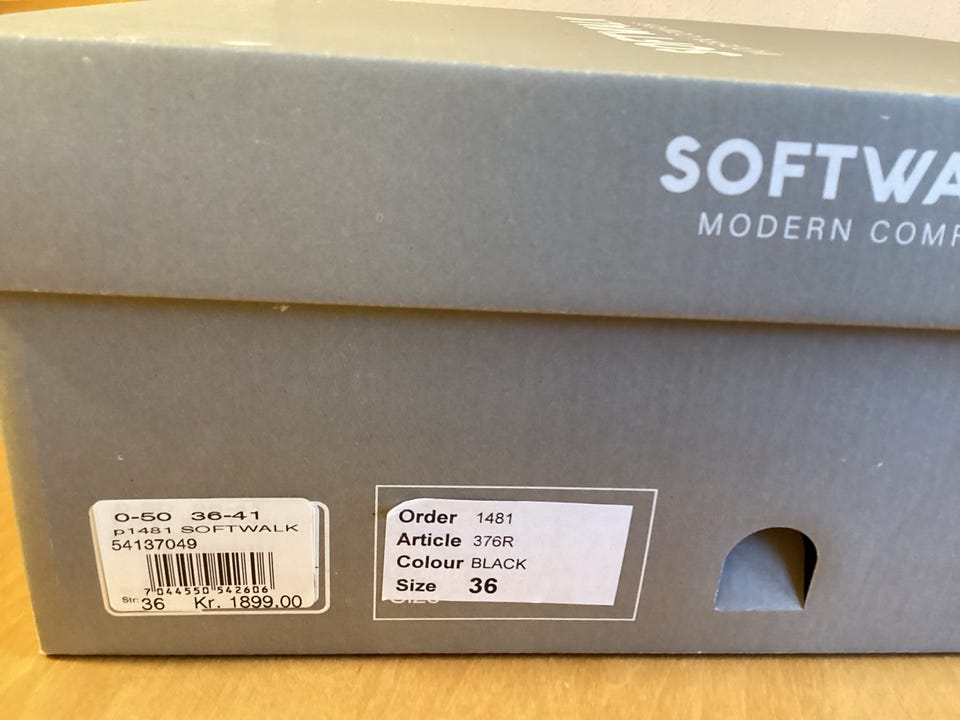 SOFTWA
MODERN COMF
0-50 36-41
p1481 SOFTWALK
54137049
7 044550 542606
Str: 36 Kr. 1899.00
Order 1481
Article 376R
Colour BLACK
Size 36